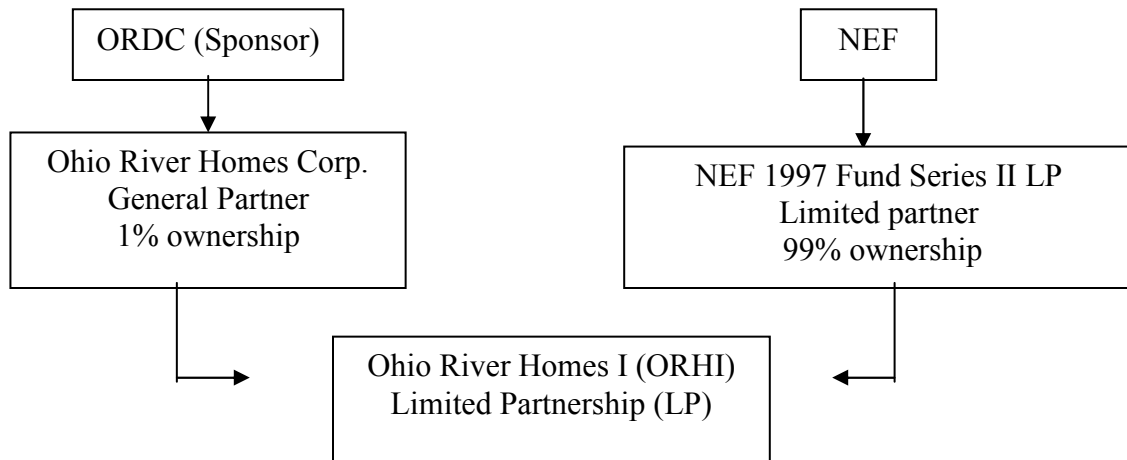 ORDC (Sponsor)
NEF
Ohio River Homes Corp.
General Partner
1% ownership
NEF 1997 Fund Series II LP
Limited partner
99% ownership
Ohio River Homes I (ORHI)
Limited Partnership (LP)